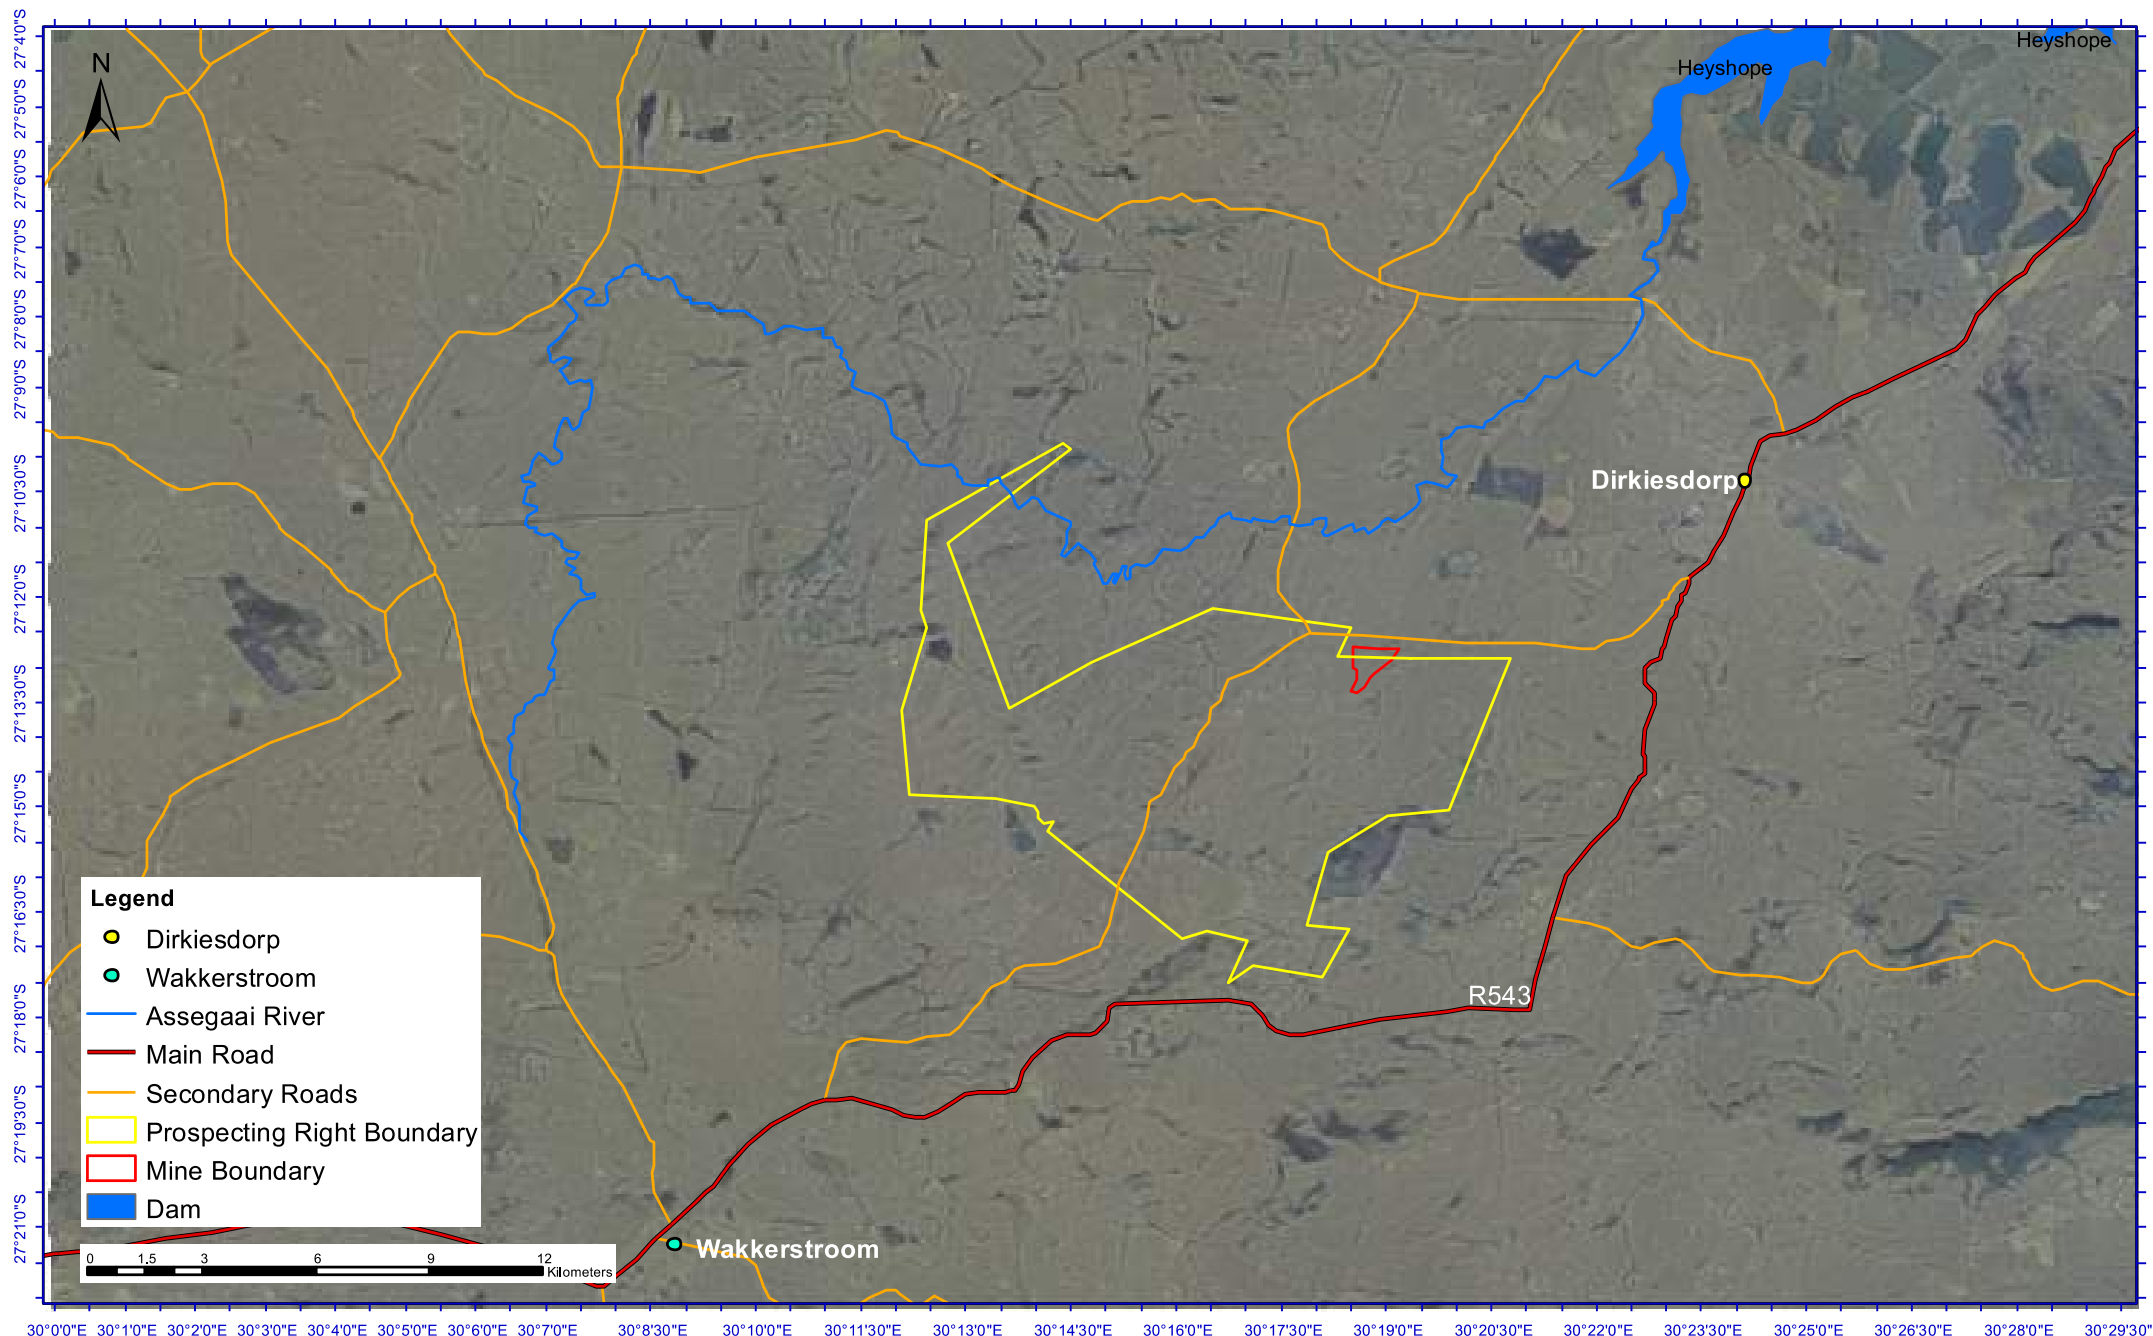 Heyshope
Heyshope
N
27°4'0"S
27°5'0"S
27°6'0"S
27°7'0"S
27°8'0"S
27°9'0"S
27°10'30"S
27°12'0"S
27°13'30"S
27°15'0"S
27°16'30"S
27°18'0"S
27°19'30"S
27°21'0"S
Dirkiesdorp
R543
Wakkerstroom
Legend
Dirkiesdorp
Wakkerstroom
Assegaai River
Main Road
Secondary Roads
Prospecting Right Boundary
Mine Boundary
Dam
0 1.5 3 6 9 12
Kilometers
30°0'0"E 30°1'0"E 30°2'0"E 30°3'0"E 30°4'0"E 30°5'0"E 30°6'0"E 30°7'0"E 30°8'30"E 30°10'0"E 30°11'30"E 30°13'0"E 30°14'30"E 30°16'0"E 30°17'30"E 30°19'0"E 30°20'30"E 30°22'0"E 30°23'30"E 30°25'0"E 30°26'30"E 30°28'0"E 30°29'30